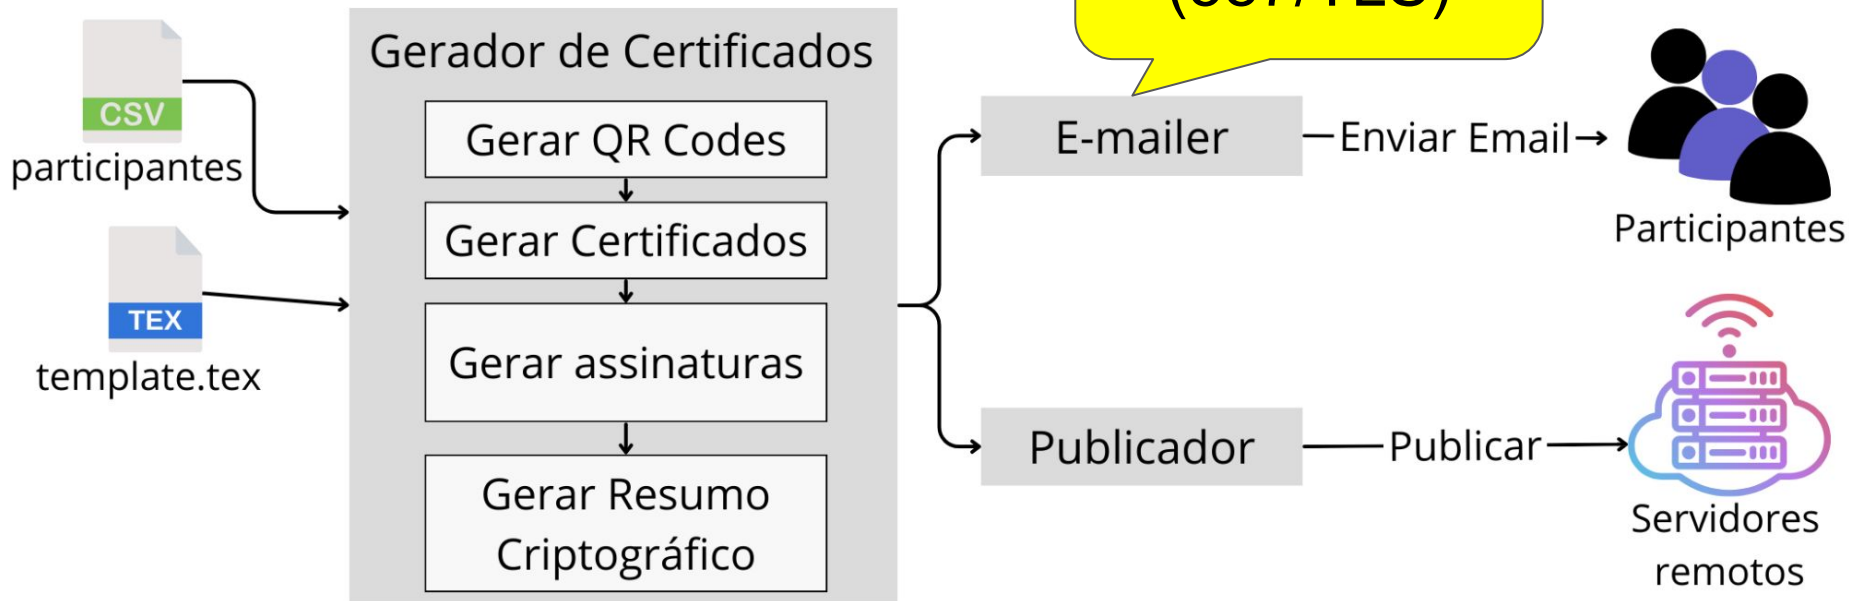 CSV
participantes
TEX
template.tex
Gerador de Certificados
Gerar QR Codes
Gerar Certificados
Gerar assinaturas
Gerar Resumo
Criptográfico
E-mailer
Enviar Email
Participantes
Publicador
Publicar
Servidores
remotos